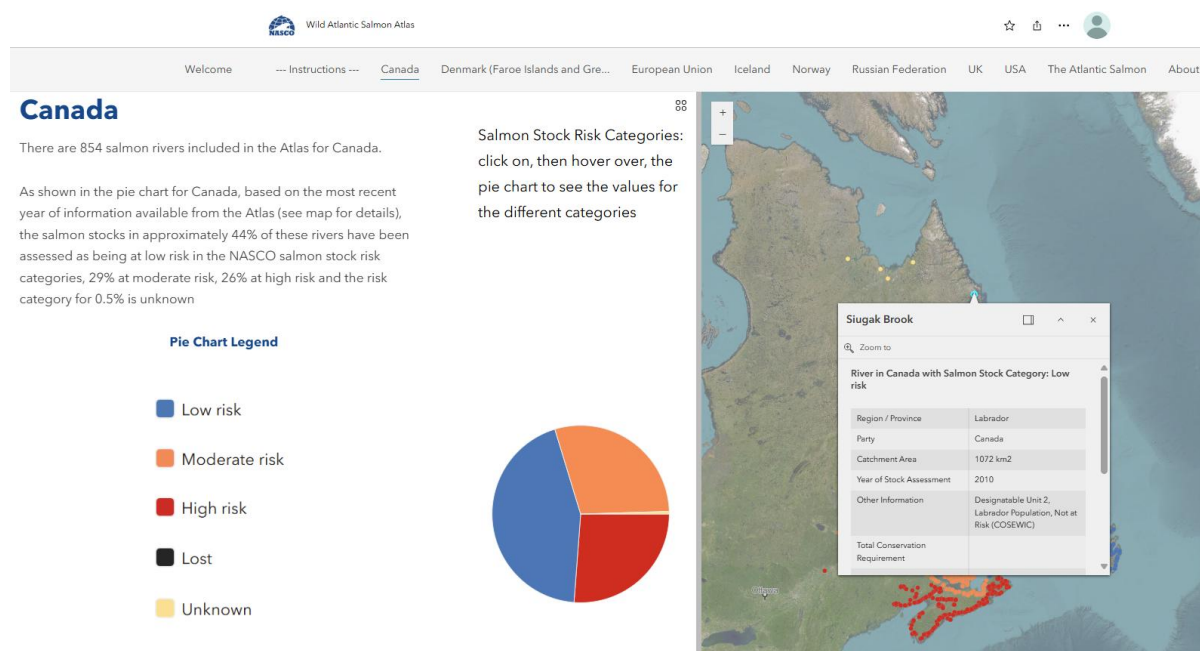 NASCO
Wild Atlantic Salmon Atlas
Welcome
--- Instructions ---
Canada
Denmark (Faroe Islands and Gre...
European Union
Iceland
Norway
Russian Federation
UK
USA
The Atlantic Salmon
About
Canada
There are 854 salmon rivers included in the Atlas for Canada.
As shown in the pie chart for Canada, based on the most recent
year of information available from the Atlas (see map for details),
the salmon stocks in approximately 44% of these rivers have been
assessed as being at low risk in the NASCO salmon stock risk
categories, 29% at moderate risk, 26% at high risk and the risk
category for 0.5% is unknown
Pie Chart Legend
Low risk
Moderate risk
High risk
Lost
Unknown
Salmon Stock Risk Categories:
click on, then hover over, the
pie chart to see the values for
the different categories
+
−
Siugak Brook
Zoom to
River in Canada with Salmon Stock Category: Low
risk
Region / Province Labrador
Party Canada
Catchment Area 1072 km2
Year of Stock Assessment 2010
Other Information Designatable Unit 2,
Labrador Population, Not at
Risk (COSEWIC)
Total Conservation
Requirement
Ottawa